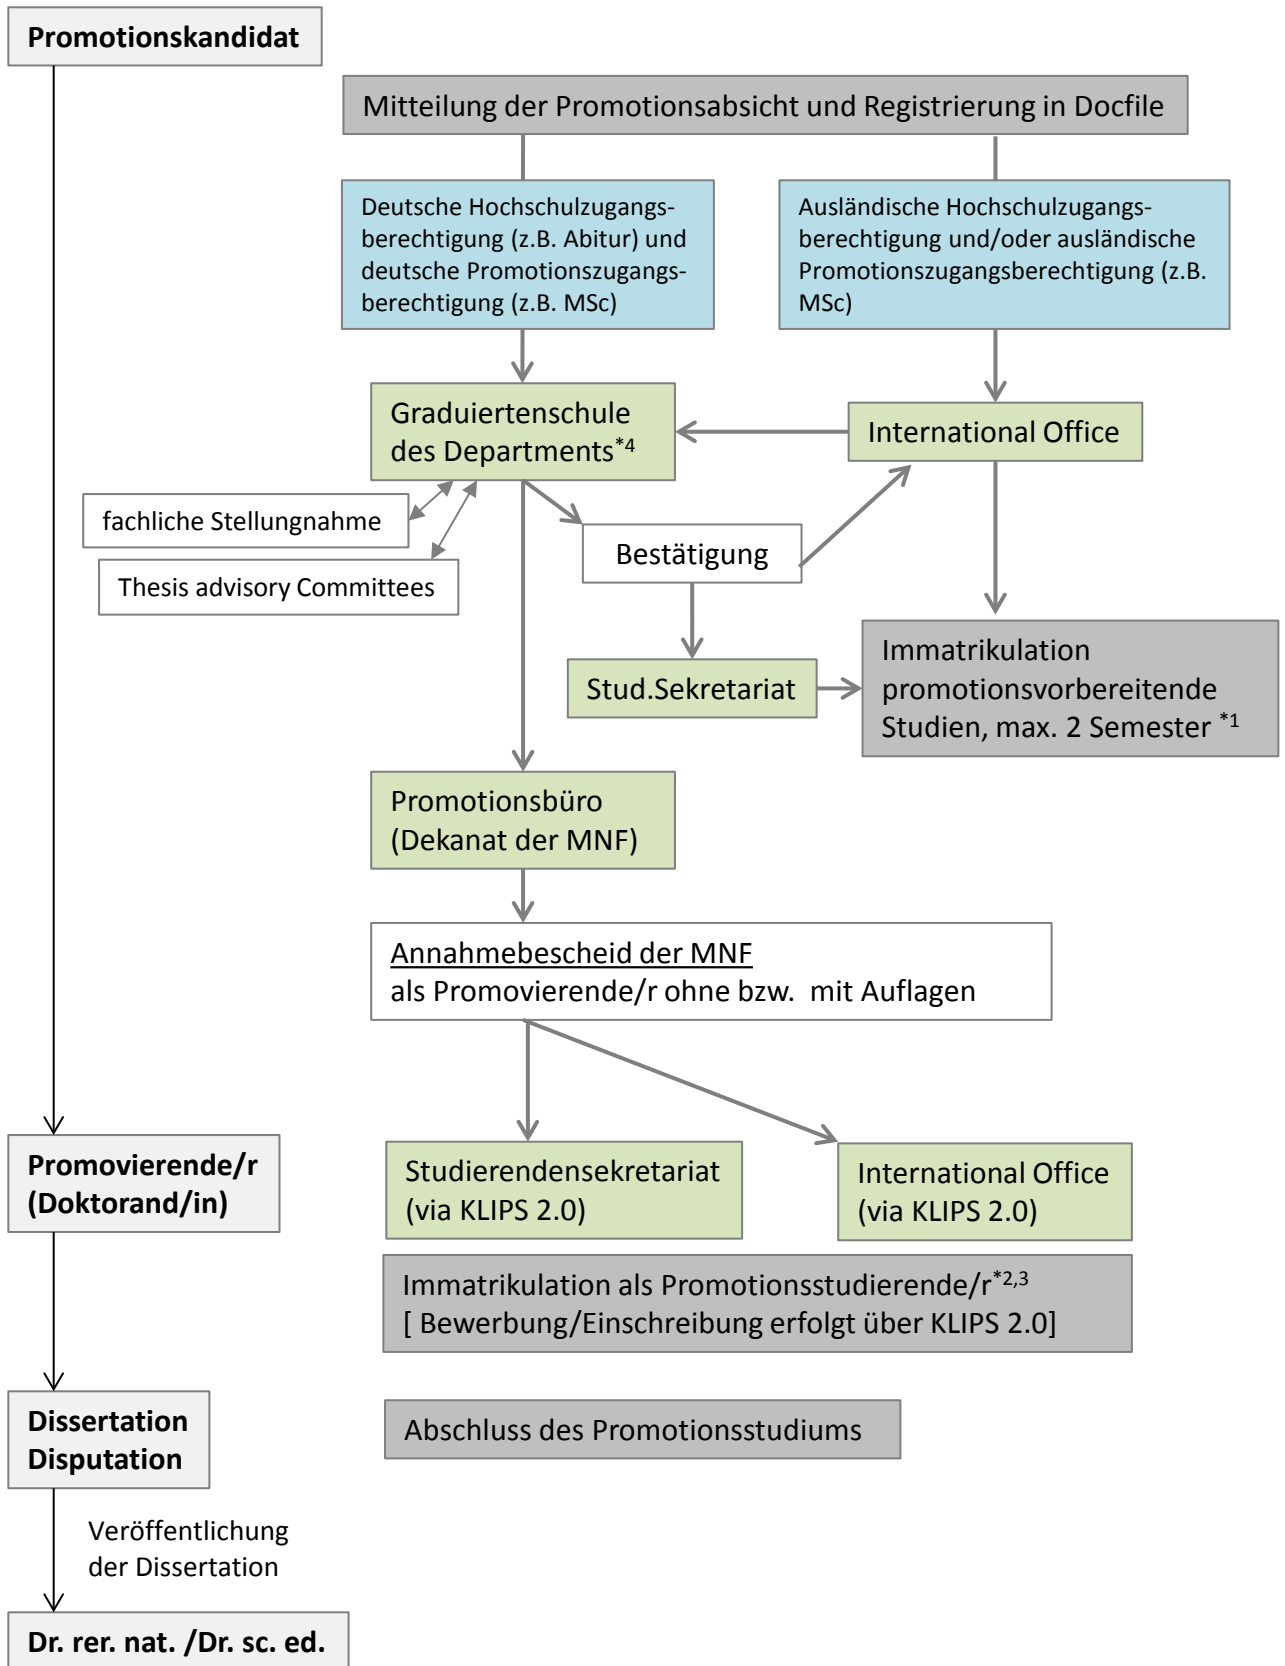 Promotionskandidat
Mitteilung der Promotionsabsicht und Registrierung in Docfile
Deutsche Hochschulzugangs-
berechtigung (z.B. Abitur) und
deutsche Promotionszugangs-
berechtigung (z.B. MSc)
Ausländische Hochschulzugangs-
berechtigung und/oder ausländische
Promotionszugangsberechtigung (z.B.
MSc)
Graduiertenschule
des Departments*4
International Office
fachliche Stellungnahme
Thesis advisory Committees
Bestätigung
Stud.Sekretariat
Immatrikulation
promotionsvorbereitende
Studien, max. 2 Semester *1
Promotionsbüro
(Dekanat der MNF)
Annahmebescheid der MNF
als Promovierende/r ohne bzw. mit Auflagen
Promovierende/r
(Doktorand/in)
Studierendensekretariat
(via KLIPS 2.0)
International Office
(via KLIPS 2.0)
Immatrikulation als Promotionsstudierende/r*2,3
[ Bewerbung/Einschreibung erfolgt über KLIPS 2.0]
Dissertation
Disputation
Abschluss des Promotionsstudiums
Veröffentlichung
der Dissertation
Dr. rer. nat. /Dr. sc. ed.